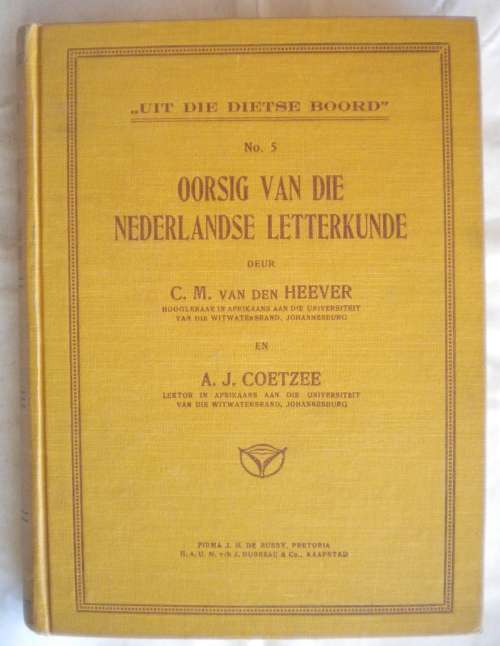 „UIT DIE DIETSE BOORD”
No. 5
OORSIG VAN DIE
NEDERLANDSE LETTERKUNDE
DEUR
C. M. VAN DEN HEEVER
HOOGLERAAR IN AFRIKAANS AAN DIE UNIVERSITEIT
VAN DIE WITWATERSRAND, JOHANNESBURG
EN
A. J. COETZEE
LEKTOR IN AFRIKAANS AAN DIE UNIVERSITEIT
VAN DIE WITWATERSRAND, JOHANNESBURG
FIRMA J. H. DE BUSSY, PRETORIA
H. A. U. M. v/h J. DUSSEAU & Co., KAAPSTAD